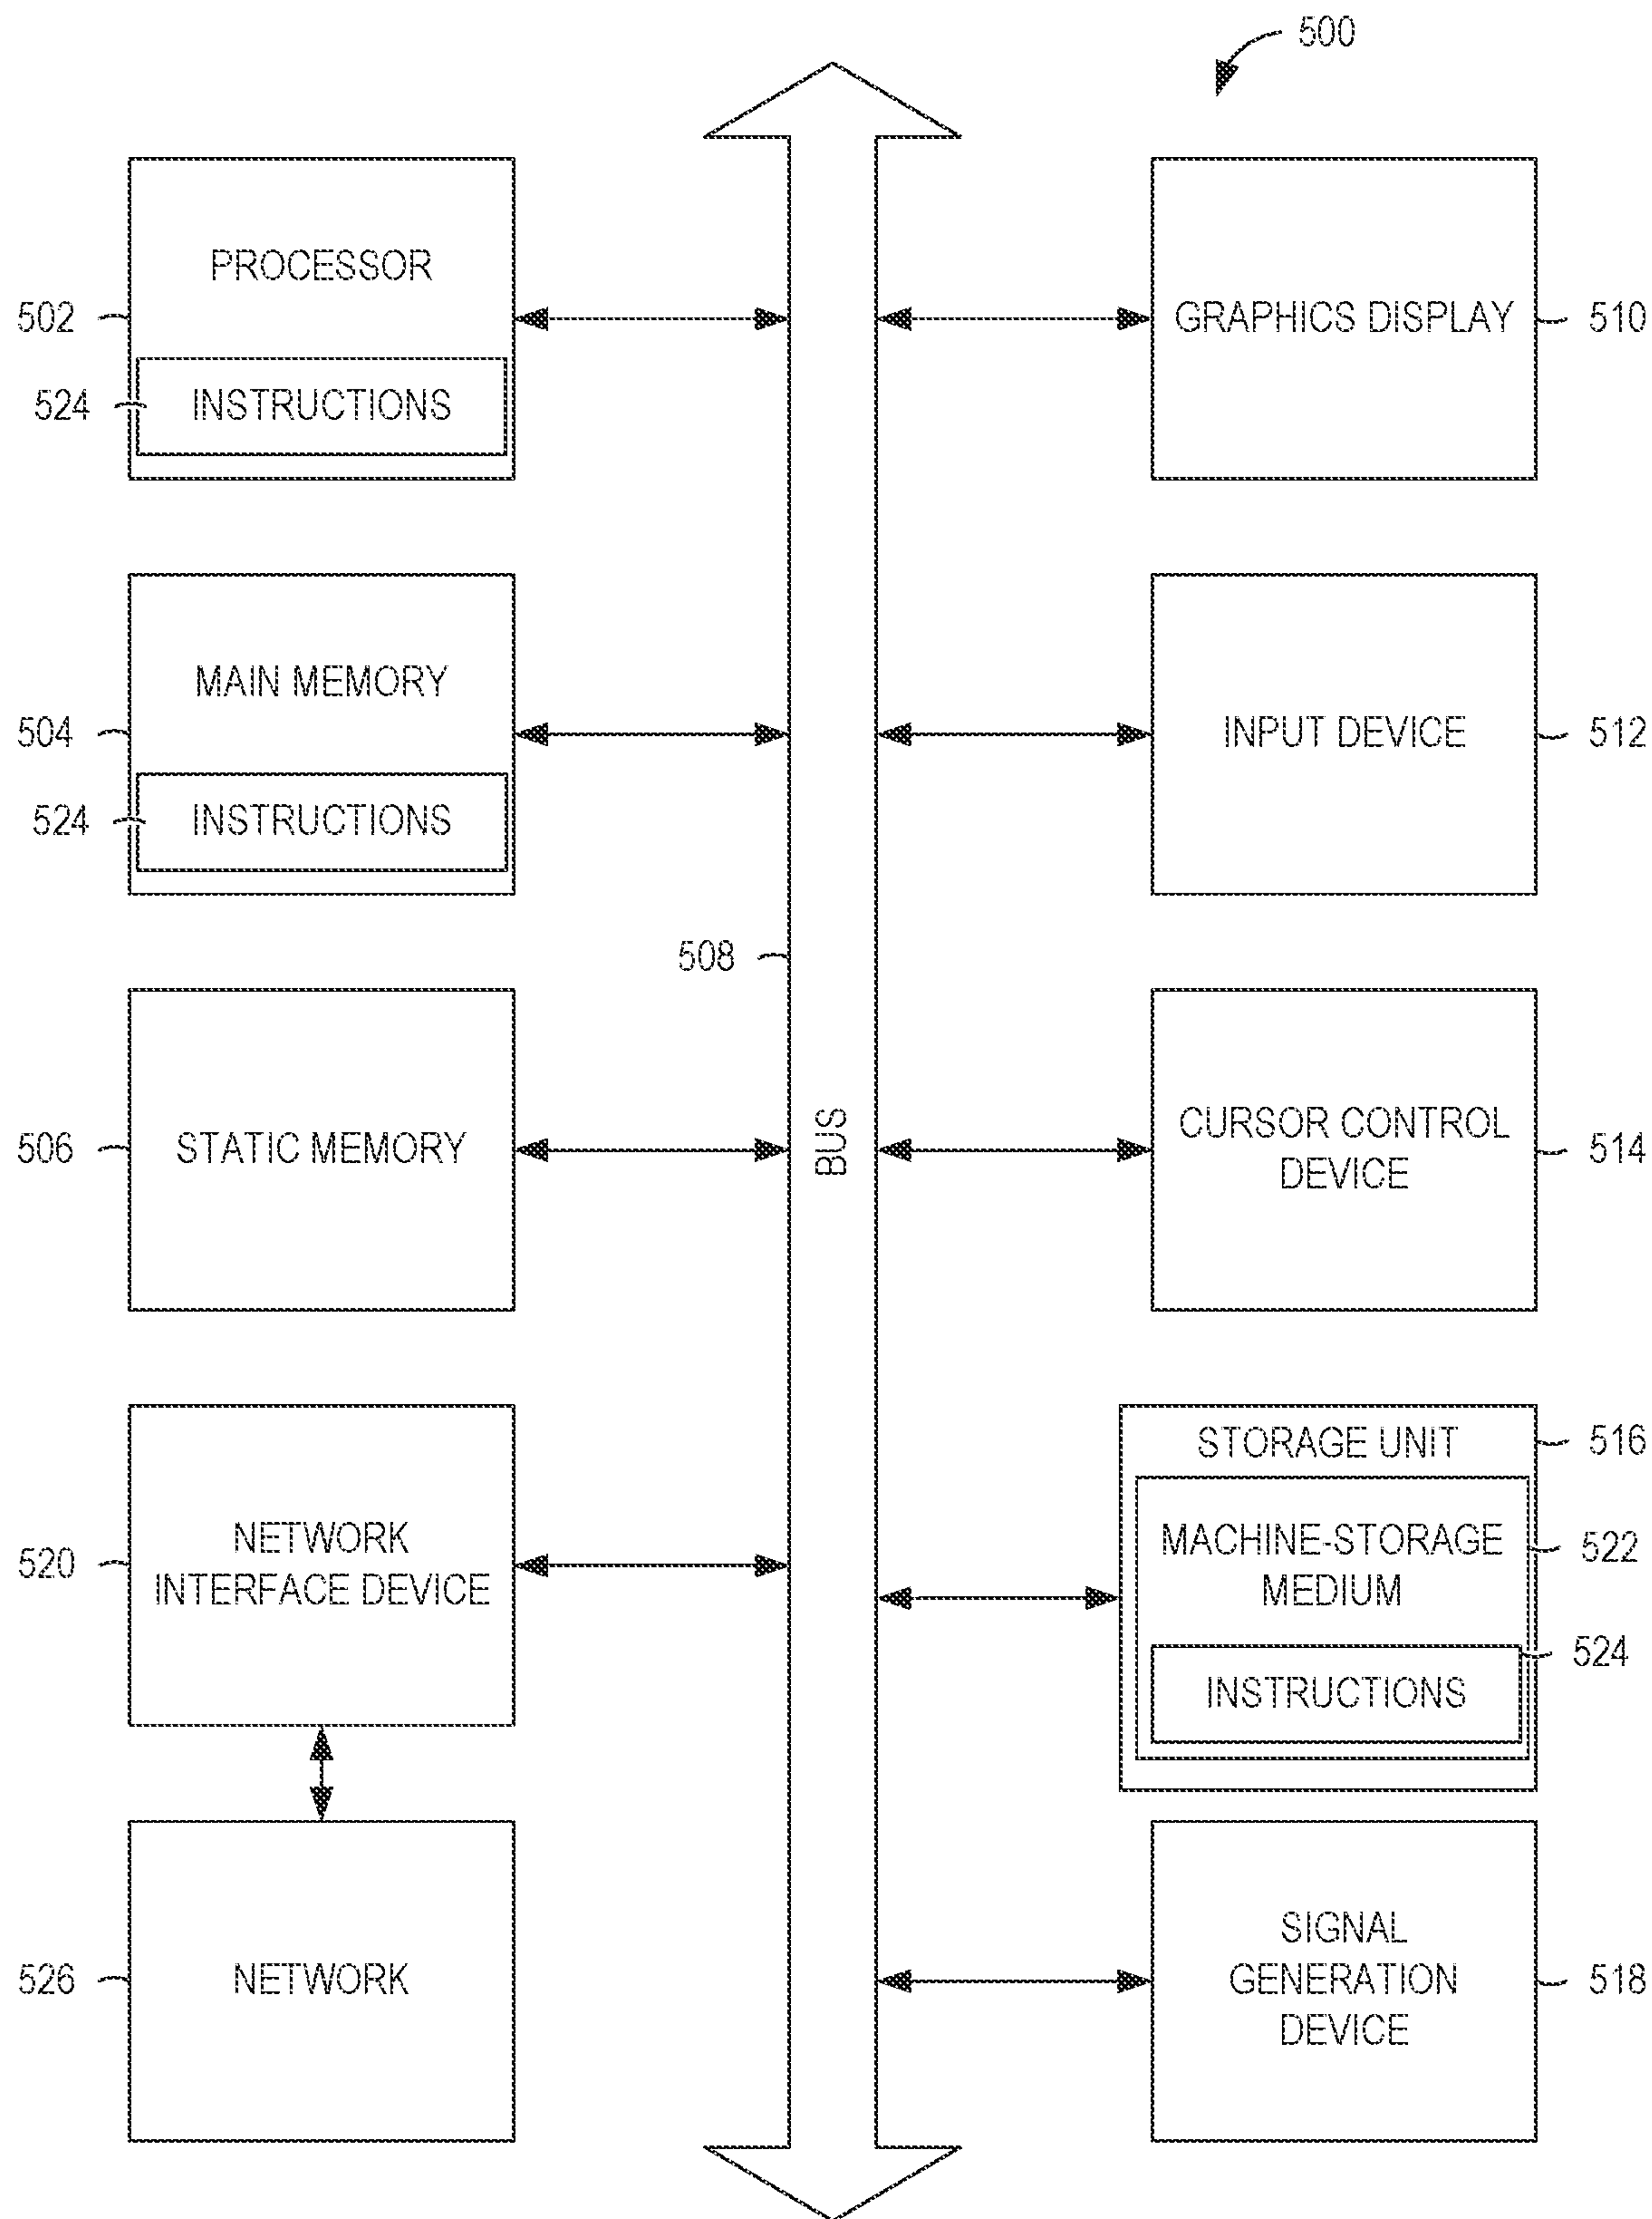 500
PROCESSOR
502
524
INSTRUCTIONS
GRAPHICS DISPLAY
510
MAIN MEMORY
504
524
INSTRUCTIONS
INPUT DEVICE
512
508
BUS
STATIC MEMORY
506
CURSOR CONTROL
DEVICE
514
NETWORK
INTERFACE DEVICE
520
STORAGE UNIT
516
MACHINE-STORAGE
MEDIUM
522
524
INSTRUCTIONS
NETWORK
526
SIGNAL
GENERATION
DEVICE
518